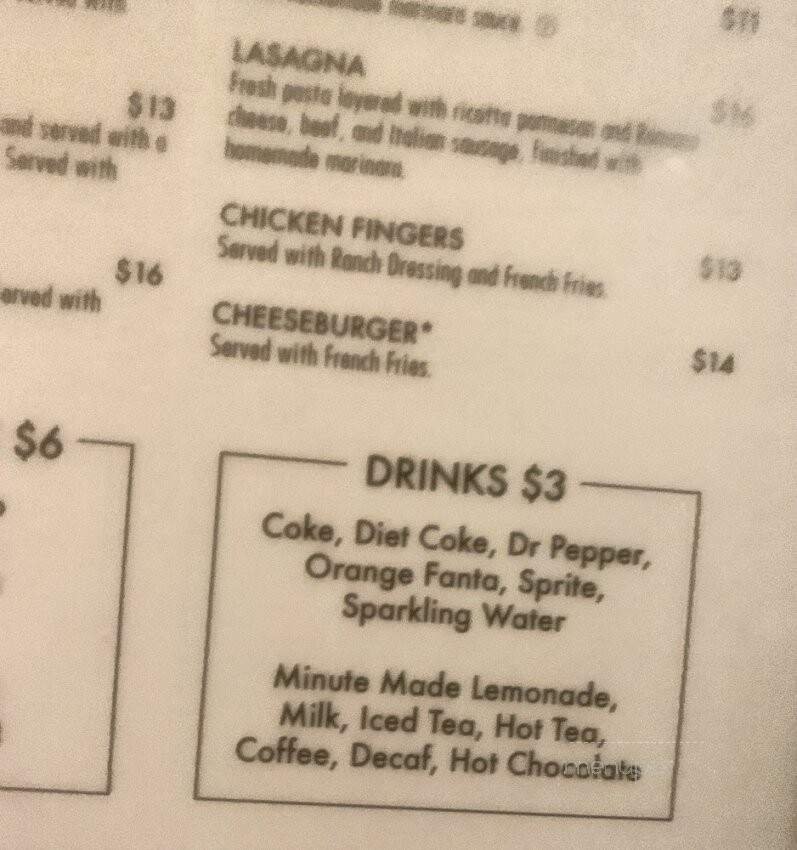 marinara sauce
$11
LASAGNA
$16
Fresh pasta layered with ricotta parmesan and Romano
cheese, beef, and Italian sausage, finished with
homemade marinara.
CHICKEN FINGERS
$13
Served with Ranch Dressing and French Fries.
CHEESEBURGER*
$14
Served with French Fries.
$13
and served with a
Served with
$16
with
$6
DRINKS $3
Coke, Diet Coke, Dr Pepper,
Orange Fanta, Sprite,
Sparkling Water
Minute Made Lemonade,
Milk, Iced Tea, Hot Tea,
Coffee, Decaf, Hot Chocolate